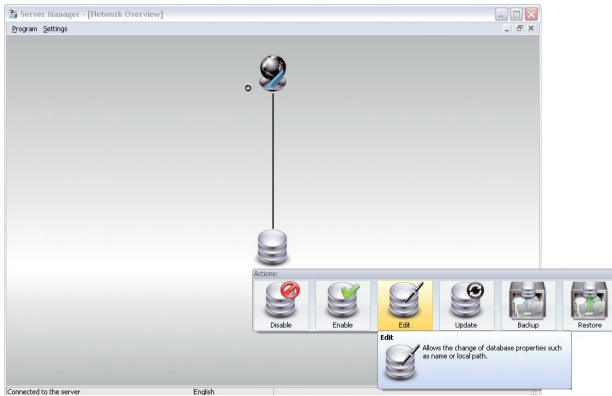 Server Manager - [Network Overview]
Program Settings
Actions:
Disable Enable Edit Update Backup Restore
Edit
Allows the change of database properties such
as name or local path.
Connected to the server English